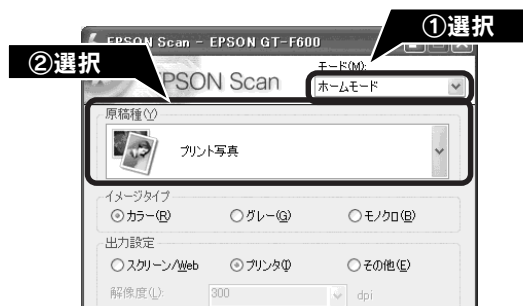 ①選択
EPSON Scan - EPSON GT-F600
②選択
EPSON Scan
モード(M):
ホームモード
原稿種(Y)
プリント写真
イメージタイプ
カラー(R) グレー(G) モノクロ(B)
出力設定
スクリーン/Web プリンタ(I) その他(E)
解像度(L): 300 dpi